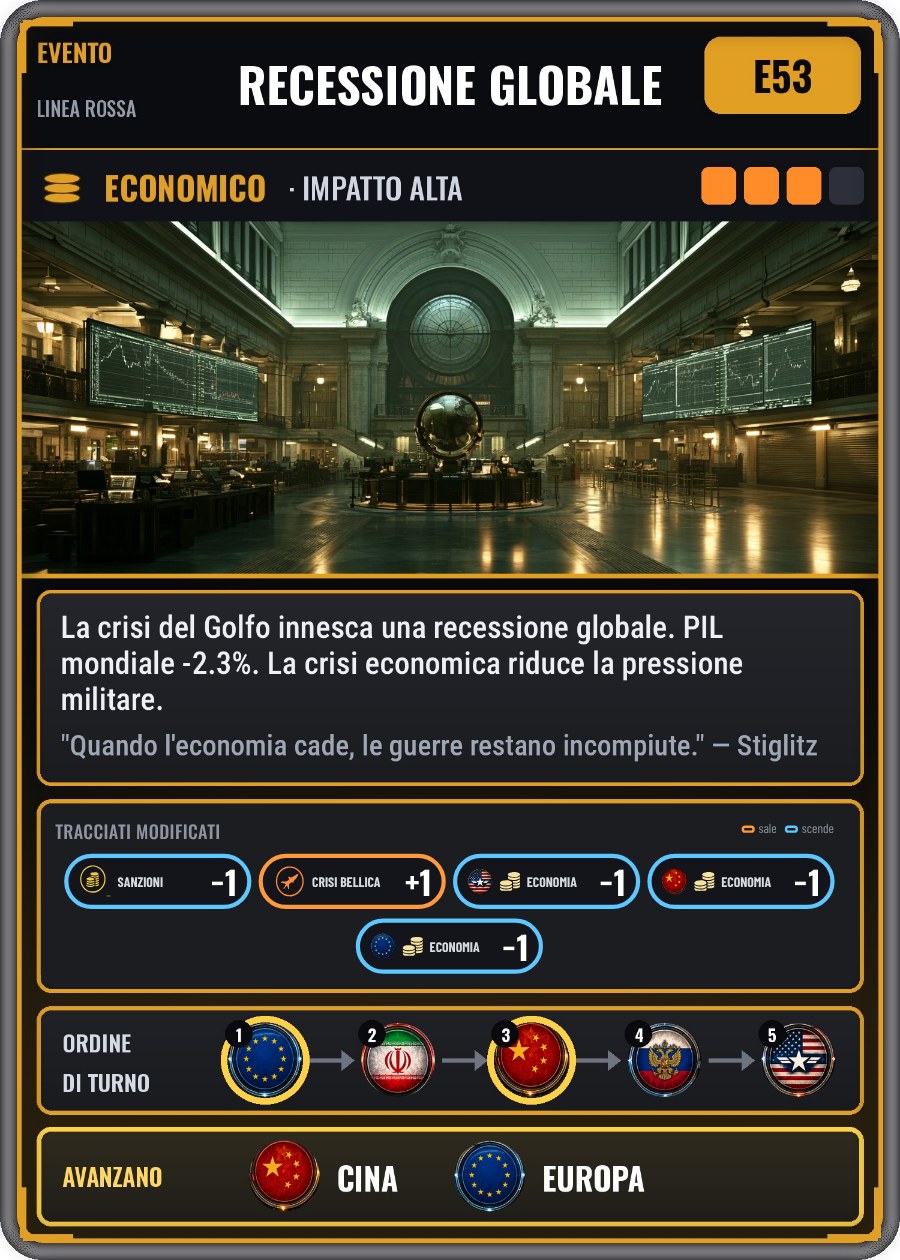 EVENTO
LINEA ROSSA
RECESSIONE GLOBALE
E53
ECONOMICO · IMPATTO ALTA
La crisi del Golfo innesca una recessione globale. PIL
mondiale -2.3%. La crisi economica riduce la pressione
militare.
"Quando l'economia cade, le guerre restano incompiute." — Stiglitz
TRACCIATI MODIFICATI
sale scende
SANZIONI -1
CRISI BELLICA +1
ECONOMIA -1
ECONOMIA -1
ECONOMIA -1
ORDINE
DI TURNO
1 2 3 4 5
AVANZANO
CINA
EUROPA